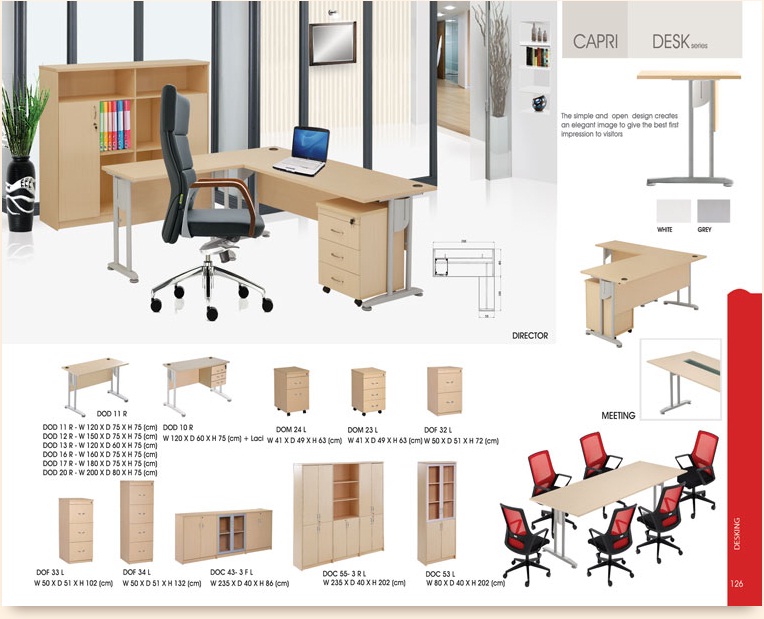 CAPRI DESK series
The simple and open design creates
an elegant image to give the best first
impression to visitors
WHITE GREY
DIRECTOR
MEETING
DOD 11 R
DOD 11 R - W 120 X D 75 X H 75 (cm)
DOD 12 R - W 150 X D 75 X H 75 (cm)
DOD 13 R - W 120 X D 60 X H 75 (cm)
DOD 16 R - W 160 X D 75 X H 75 (cm)
DOD 17 R - W 180 X D 75 X H 75 (cm)
DOD 20 R - W 200 X D 80 X H 75 (cm)
DOD 10 R
W 120 X D 60 X H 75 (cm) + Laci
DOM 24 L
W 41 X D 49 X H 63 (cm)
DOM 23 L
W 41 X D 49 X H 63 (cm)
DOF 32 L
W 50 X D 51 X H 72 (cm)
DOF 33 L
W 50 X D 51 X H 102 (cm)
DOF 34 L
W 50 X D 51 X H 132 (cm)
DOC 43- 3 F L
W 235 X D 40 X H 86 (cm)
DOC 55- 3 R L
W 235 X D 40 X H 202 (cm)
DOC 53 L
W 80 X D 40 X H 202 (cm)
DESKING
126